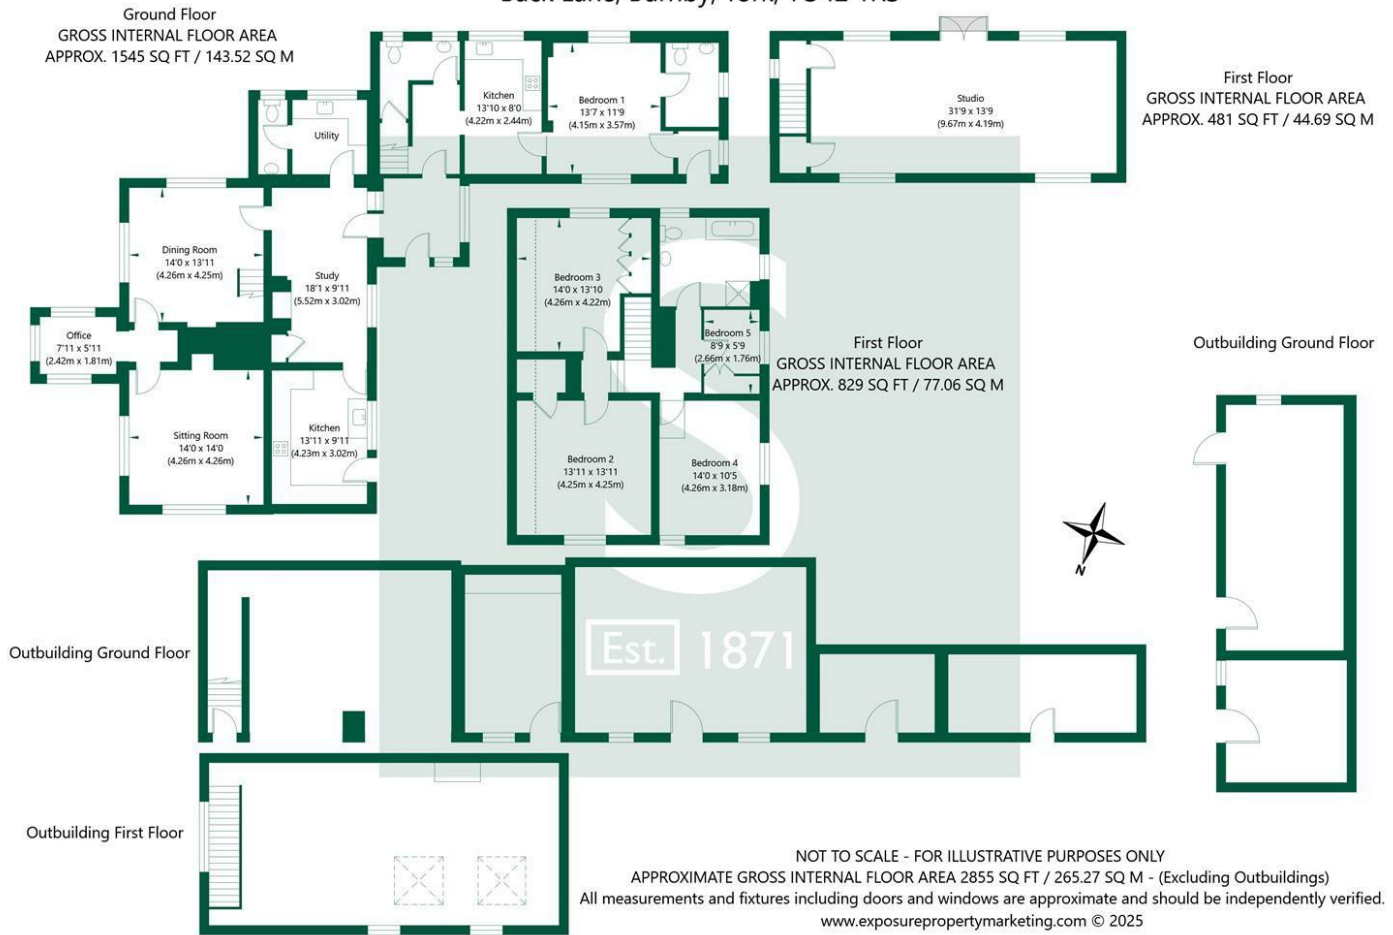 Ground Floor
GROSS INTERNAL FLOOR AREA
APPROX. 1545 SQ FT / 143.52 SQ M
Kitchen
13'10 x 8'0
(4.22m x 2.44m)
Bedroom 1
13'7 x 11'9
(4.15m x 3.57m)
Studio
31'9 x 13'9
(9.67m x 4.19m)
First Floor
GROSS INTERNAL FLOOR AREA
APPROX. 481 SQ FT / 44.69 SQ M
Utility
Dining Room
14'0 x 13'11
(4.26m x 4.25m)
Study
18'1 x 9'11
(5.52m x 3.02m)
Office
7'11 x 5'11
(2.42m x 1.81m)
Sitting Room
14'0 x 14'0
(4.26m x 4.26m)
Kitchen
13'11 x 9'11
(4.23m x 3.02m)
Bedroom 3
14'0 x 13'10
(4.26m x 4.22m)
Bedroom 5
8'9 x 5'9
(2.66m x 1.76m)
First Floor
GROSS INTERNAL FLOOR AREA
APPROX. 829 SQ FT / 77.06 SQ M
Bedroom 2
13'11 x 13'11
(4.25m x 4.25m)
Bedroom 4
14'0 x 10'5
(4.26m x 3.18m)
S
Est. 1871
N
Outbuilding Ground Floor
Outbuilding Ground Floor
Outbuilding First Floor
NOT TO SCALE - FOR ILLUSTRATIVE PURPOSES ONLY
APPROXIMATE GROSS INTERNAL FLOOR AREA 2855 SQ FT / 265.27 SQ M - (Excluding Outbuildings)
All measurements and fixtures including doors and windows are approximate and should be independently verified.
www.exposurepropertymarketing.com © 2025